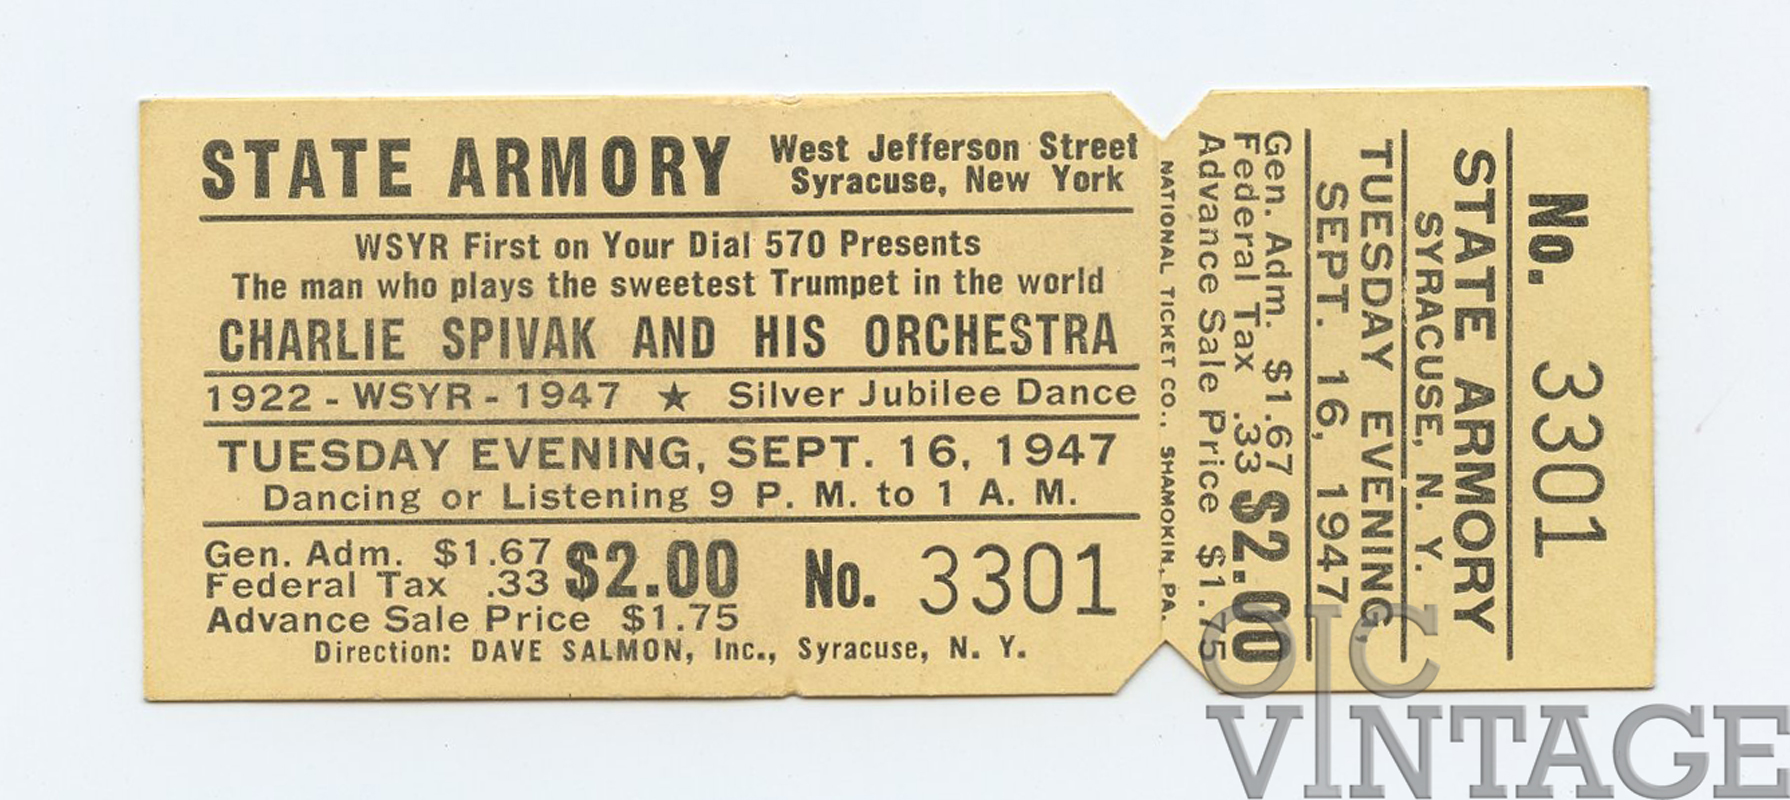 STATE ARMORY
West Jefferson Street
Syracuse, New York
WSYR First on Your Dial 570 Presents
The man who plays the sweetest Trumpet in the world
CHARLIE SPIVAK AND HIS ORCHESTRA
1922 - WSYR - 1947 ★ Silver Jubilee Dance
TUESDAY EVENING, SEPT. 16, 1947
Dancing or Listening 9 P. M. to 1 A. M.
Gen. Adm. $1.67
Federal Tax .33
$2.00
Advance Sale Price $1.75
No. 3301
Direction: DAVE SALMON, Inc., Syracuse, N. Y.
NATIONAL TICKET CO., SHAMOKIN, PA.
No. 3301
STATE ARMORY
SYRACUSE, N. Y.
TUESDAY EVENING,
SEPT. 16, 1947
Gen. Adm. $1.67
Federal Tax .33
$2.00
Advance Sale Price $1.75
OIC
VINTAGE